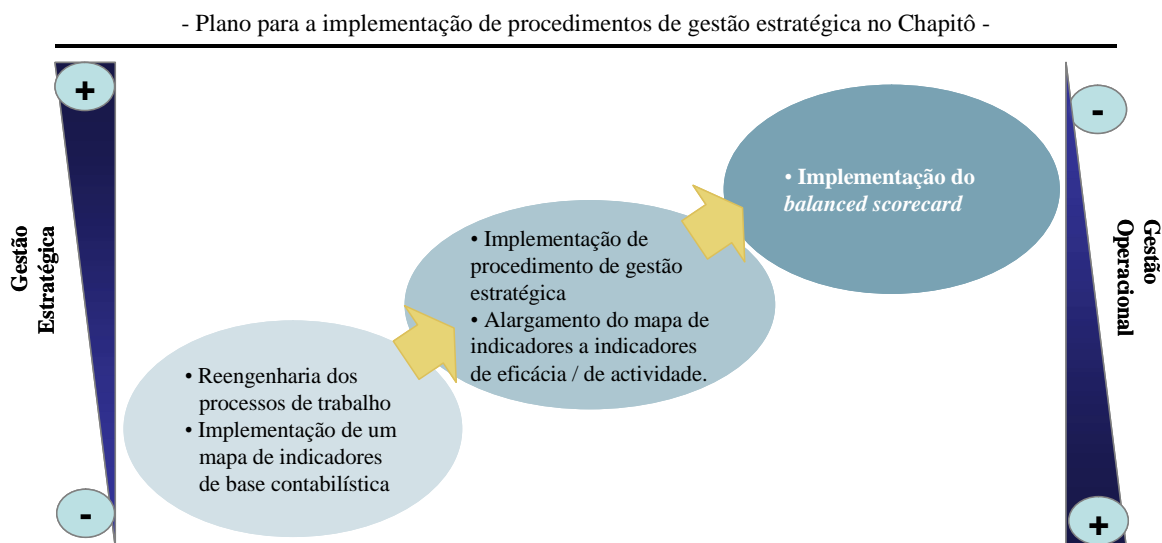 - Plano para a implementação de procedimentos de gestão estratégica no Chapitô -
+
-
Gestão
Estratégica
• Implementação do
balanced scorecard
• Implementação de
procedimento de gestão
estratégica
• Alargamento do mapa de
indicadores a indicadores
de eficácia / de actividade.
• Reengenharia dos
processos de trabalho
• Implementação de um
mapa de indicadores
de base contabilística
Gestão
Operacional
-
+